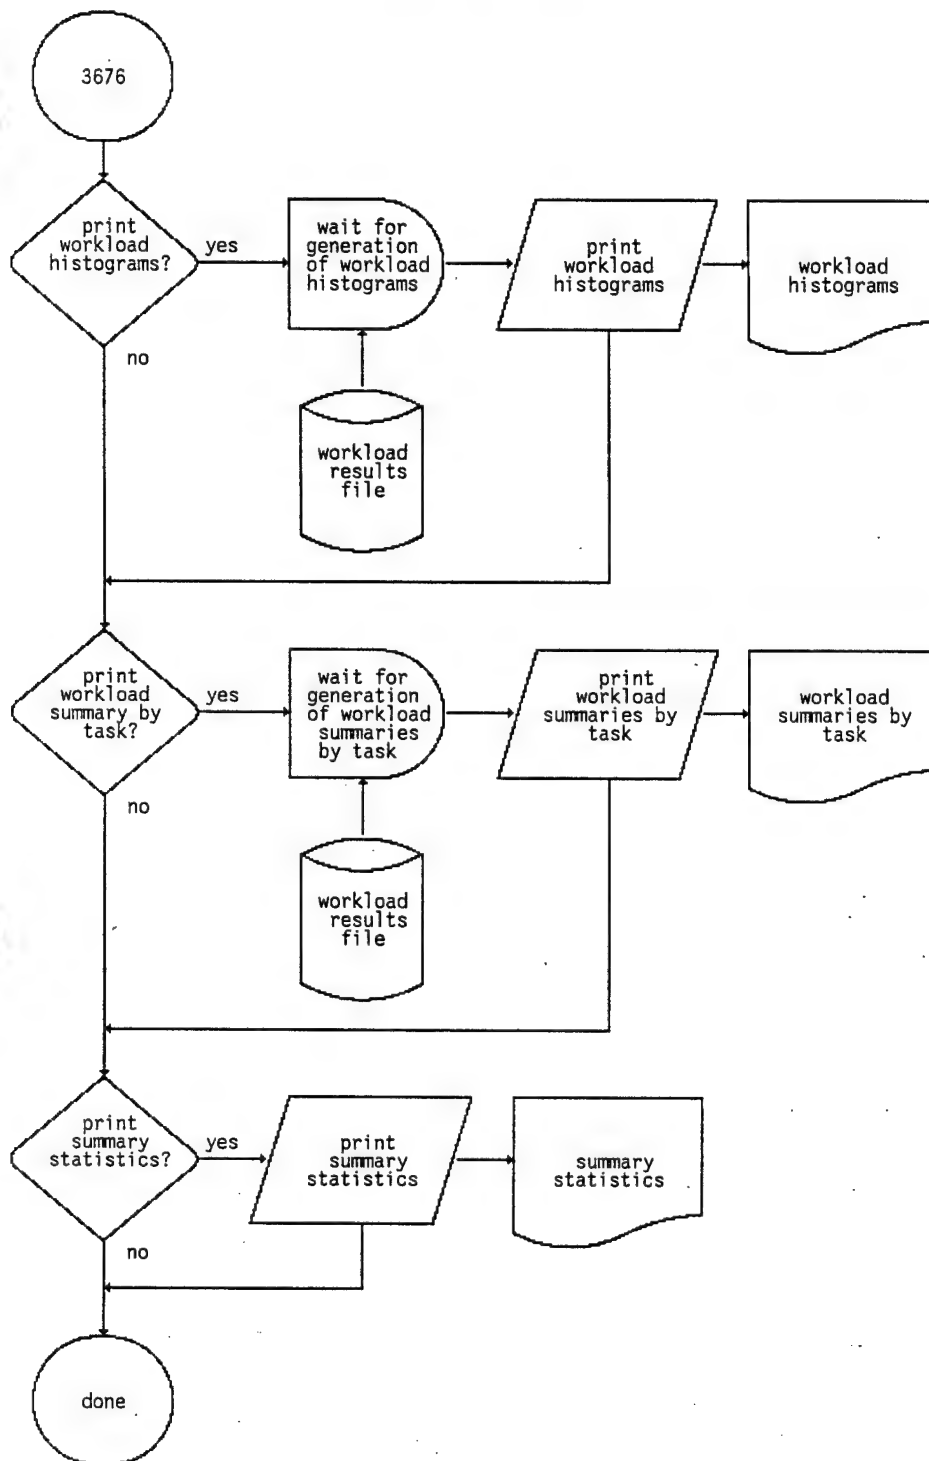 3676
print
workload
histograms?
yes
wait for
generation
of workload
histograms
print
workload
histograms
workload
histograms
no
workload
results
file
print
workload
summary by
task?
yes
wait for
generation
of workload
summaries
by task
print
workload
summaries by
task
workload
summaries by
task
no
workload
results
file
print
summary
statistics?
yes
print
summary
statistics
summary
statistics
no
done